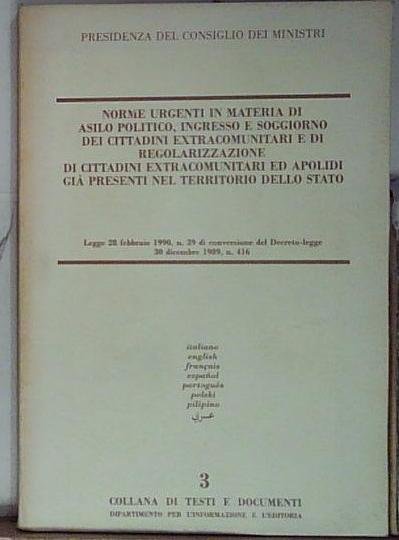 PRESIDENZA DEL CONSIGLIO DEI MINISTRI
NORME URGENTI IN MATERIA DI
ASILO POLITICO, INGRESSO E SOGGIORNO
DEI CITTADINI EXTRACOMUNITARI E DI
REGOLARIZZAZIONE
DI CITTADINI EXTRACOMUNITARI ED APOLIDI
GIÀ PRESENTI NEL TERRITORIO DELLO STATO
Legge 28 febbraio 1990, n. 39 di conversione del Decreto-legge
30 dicembre 1989, n. 416
italiano
english
français
español
português
polski
pilipino
عربي
3
COLLANA DI TESTI E DOCUMENTI
DIPARTIMENTO PER L'INFORMAZIONE E L'EDITORIA